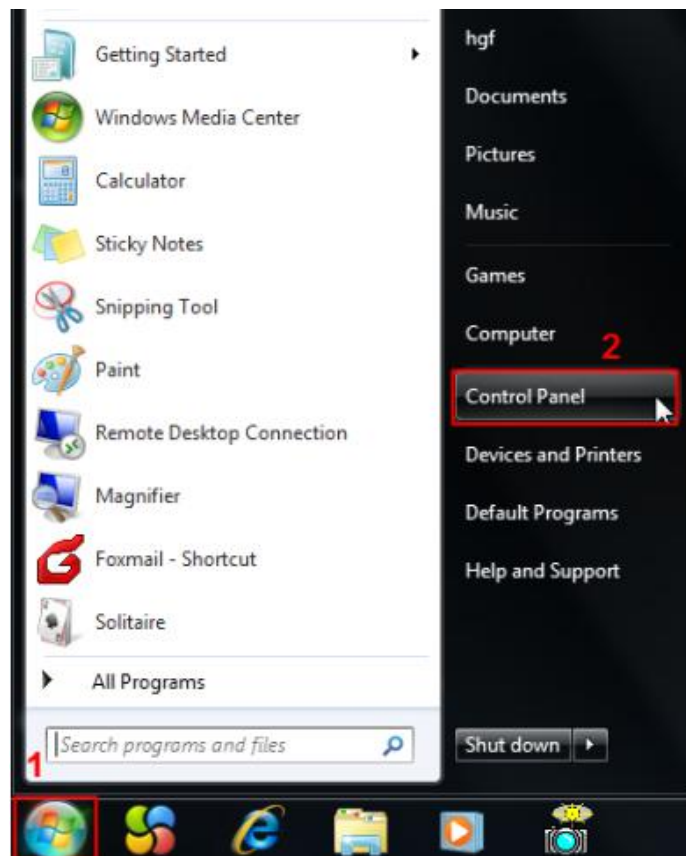 Getting Started
Windows Media Center
Calculator
Sticky Notes
Snipping Tool
Paint
Remote Desktop Connection
Magnifier
Foxmail - Shortcut
Solitaire
All Programs
Search programs and files
1
hgf
Documents
Pictures
Music
Games
Computer
2
Control Panel
Devices and Printers
Default Programs
Help and Support
Shut down